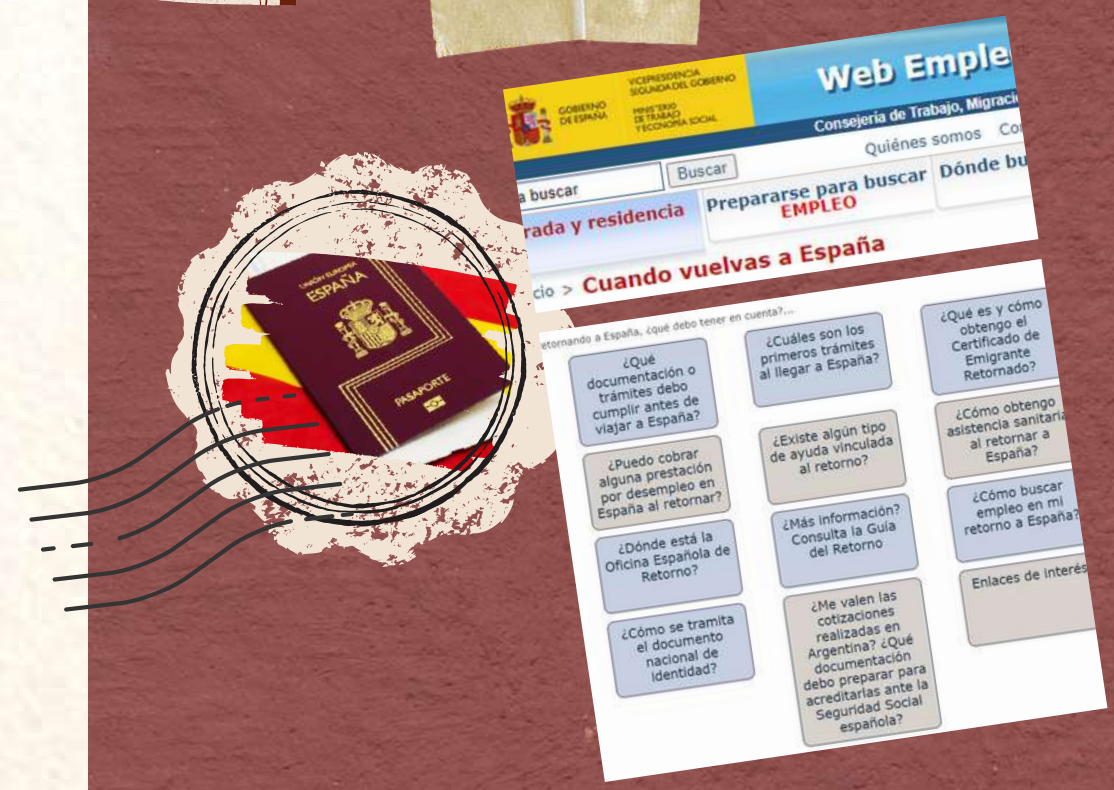 UNIÓN EUROPEA
ESPAÑA
PASAPORTE
GOBIERNO
DE ESPAÑA
VICEPRESIDENCIA
SEGUNDA DEL GOBIERNO
MINISTERIO
DE TRABAJO
Y ECONOMÍA SOCIAL
Web Emple
Consejería de Trabajo, Migraci
a buscar
Buscar
Quiénes somos
Co
rada y residencia
Prepararse para buscar
EMPLEO
Dónde bu
cio > Cuando vuelvas a España
etornando a España, ¿qué debo tener en cuenta?...
¿Qué
documentación o
trámites debo
cumplir antes de
viajar a España?
¿Cuáles son los
primeros trámites
al llegar a España?
¿Qué es y cómo
obtengo el
Certificado de
Emigrante
Retornado?
¿Puedo cobrar
alguna prestación
por desempleo en
España al retornar?
¿Existe algún tipo
de ayuda vinculada
al retorno?
¿Cómo obtengo
asistencia sanitaria
al retornar a
España?
¿Dónde está la
Oficina Española de
Retorno?
¿Más información?
Consulta la Guía
del Retorno
¿Cómo buscar
empleo en mi
retorno a España?
¿Cómo se tramita
el documento
nacional de
identidad?
¿Me valen las
cotizaciones
realizadas en
Argentina? ¿Qué
documentación
debo preparar para
acreditarlas ante la
Seguridad Social
española?
Enlaces de interés